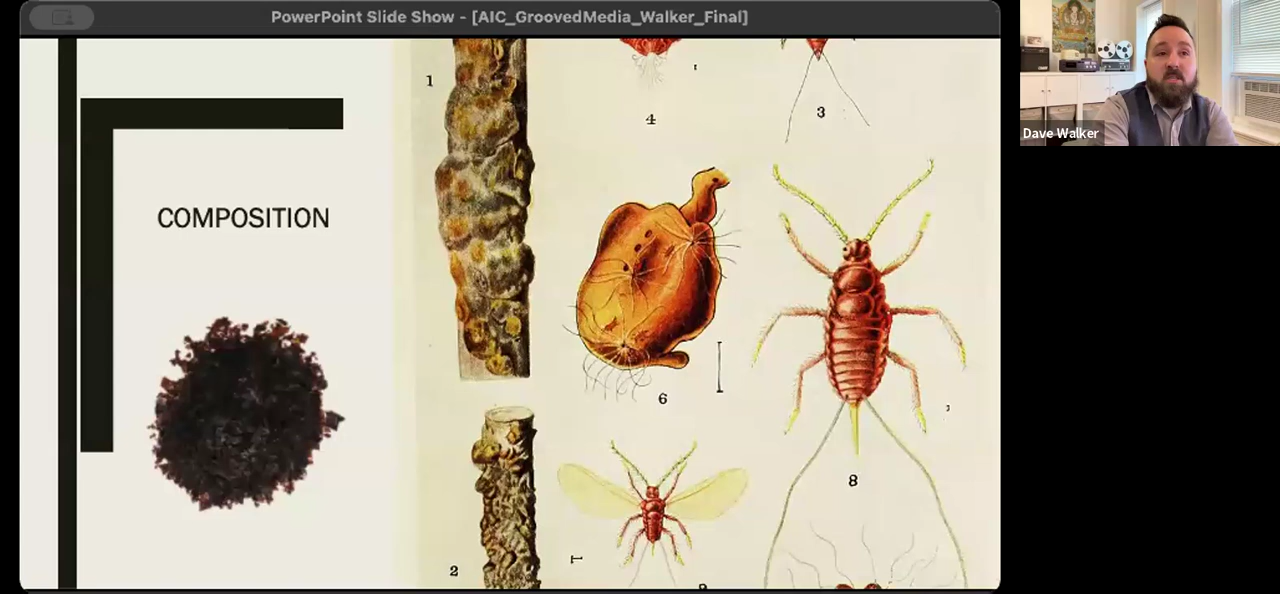 PowerPoint Slide Show - [AIC_GroovedMedia_Walker_Final]
Dave Walker
COMPOSITION
1
4
3
6
8
2